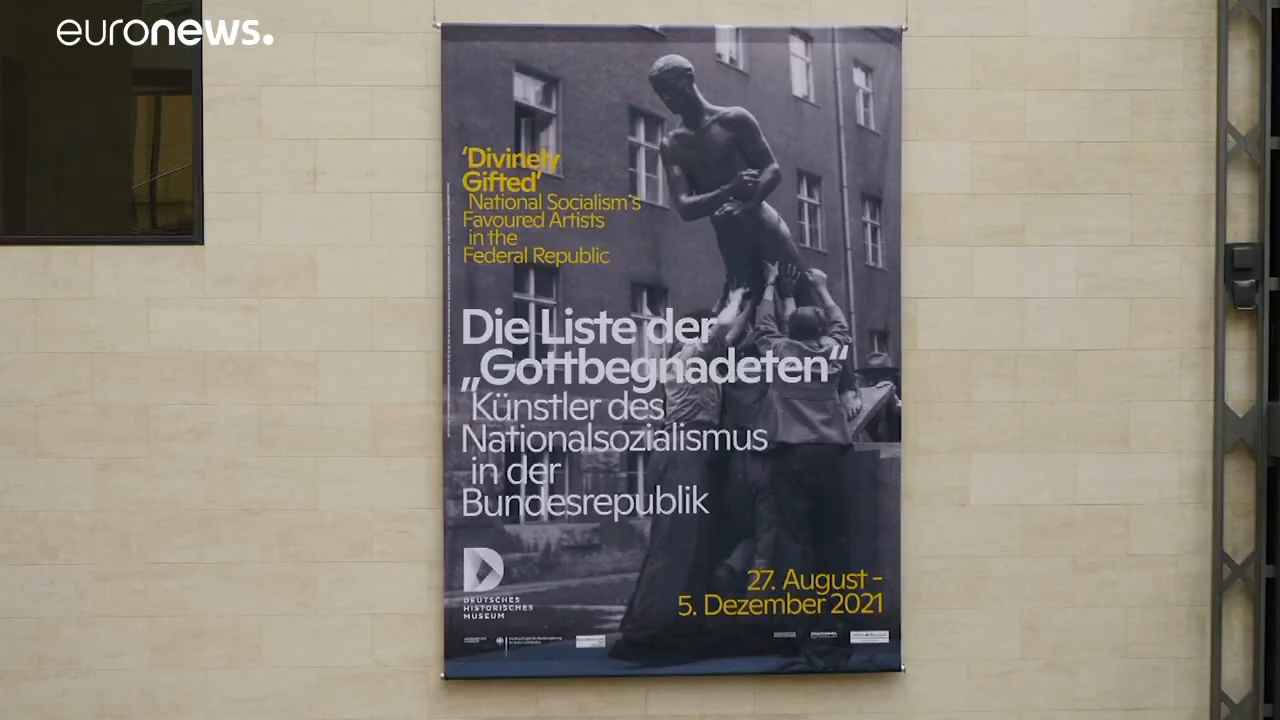 euronews.
'Divinely
Gifted'
National Socialism's
Favoured Artists
in the
Federal Republic
Die Liste der
„Gottbegnadeten“
Künstler des
Nationalsozialismus
in der
Bundesrepublik
DEUTSCHES
HISTORISCHES
MUSEUM
27. August –
5. Dezember 2021